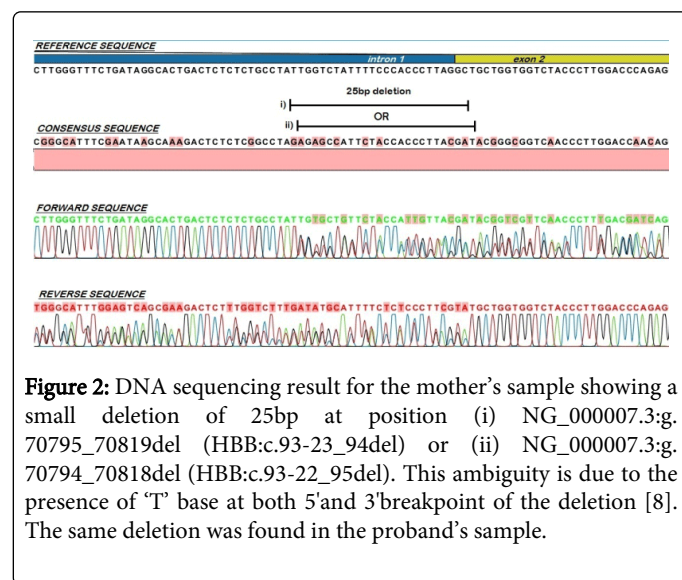 REFERENCE SEQUENCE
intron 1 exon 2
CTTGGGTTTCTGATAGGCACTGACTCTCTCTGCCTATTGGTCTATTTTCCCACCCTTAGGCTGCTGGTGGTCTACCCTTGGACCCAGAG
25bp deletion
i)
OR
ii)
CONSENSUS SEQUENCE
CGGGCATTTCGAATAAGCAAAGACTCTCTCGGCCTAGAGAGCCATTCTACCACCCTTACGATACGGGCGGTCAACCCTTGGACCAACAG
FORWARD SEQUENCE
CTTGGGTTTCTGATAGGCACTGACTCTCTCTGCCTATTGTGCTGTTCTACCATTGTTACGATACGGTCGTTCAACCCTTTGACGATCAG
REVERSE SEQUENCE
TGGGCATTTGGAGTCAGCGAAGACTCTTTGGTCTTTGATATGCATTTTCTCTCCCTTCGTATGCTGGTGGTCTACCCTTGGACCCAGAG
Figure 2: DNA sequencing result for the mother's sample showing a
small deletion of 25bp at position (i) NG_000007.3:g.
70795_70819del (HBB:c.93-23_94del) or (ii) NG_000007.3:g.
70794_70818del (HBB:c.93-22_95del). This ambiguity is due to the
presence of 'T' base at both 5'and 3'breakpoint of the deletion [8].
The same deletion was found in the proband's sample.